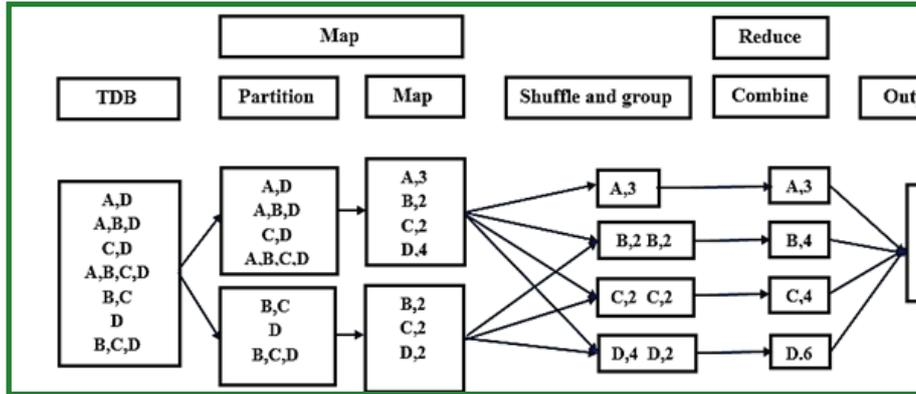 Map
Reduce
TDB
Partition
Map
Shuffle and group
Combine
Out
A,D
A,B,D
C,D
A,B,C,D
B,C
D
B,C,D
A,D
A,B,D
C,D
A,B,C,D
B,C
D
B,C,D
A,3
B,2
C,2
D,4
B,2
C,2
D,2
A,3
B,2 B,2
C,2 C,2
D,4 D,2
A,3
B,4
C,4
D.6